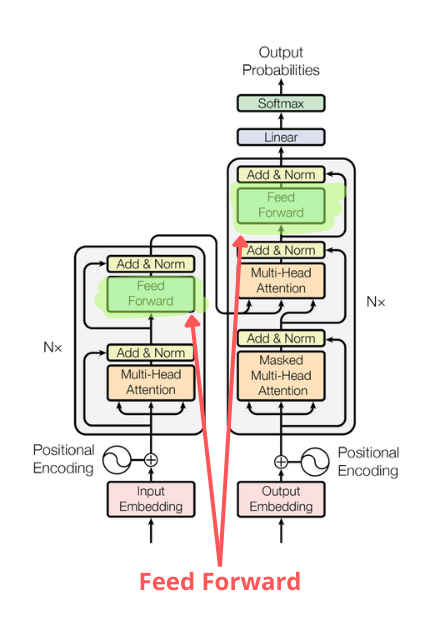 Output
Probabilities
Softmax
Linear
Add & Norm
Feed
Forward
Add & Norm
Multi-Head
Attention
Add & Norm
Masked
Multi-Head
Attention
Nx
Add & Norm
Feed
Forward
Add & Norm
Multi-Head
Attention
Nx
Positional
Encoding
Input
Embedding
Output
Embedding
Positional
Encoding
Feed Forward